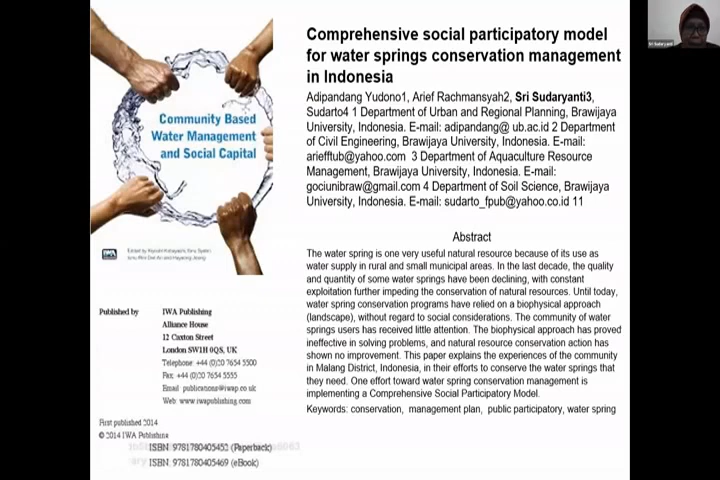 Community Based
Water Management
and Social Capital
IWA
Published by
IWA Publishing
Alliance House
12 Caxton Street
London SW1H 0QS, UK
Telephone: +44 (0)20 7654 5500
Fax: +44 (0)20 7654 5555
Email: publications@iwap.co.uk
Web: www.iwapublishing.com
First published 2014
© 2014 IWA Publishing
ISBN: 9781780405452 (Paperback)
ISBN: 9781780405469 (eBook)
Comprehensive social participatory model
for water springs conservation management
in Indonesia
Adipandang Yudono1, Arief Rachmansyah2, Sri Sudaryanti3,
Sudarto4 1 Department of Urban and Regional Planning, Brawijaya
University, Indonesia. E-mail: adipandang@ ub.ac.id 2 Department
of Civil Engineering, Brawijaya University, Indonesia. E-mail:
ariefftub@yahoo.com 3 Department of Aquaculture Resource
Management, Brawijaya University, Indonesia. E-mail:
gociunibraw@gmail.com 4 Department of Soil Science, Brawijaya
University, Indonesia. E-mail: sudarto_fpub@yahoo.co.id 11
Abstract
The water spring is one very useful natural resource because of its use as
water supply in rural and small municipal areas. In the last decade, the quality
and quantity of some water springs have been declining, with constant
exploitation further impeding the conservation of natural resources. Until today,
water spring conservation programs have relied on a biophysical approach
(landscape), without regard to social considerations. The community of water
springs users has received little attention. The biophysical approach has proved
ineffective in solving problems, and natural resource conservation action has
shown no improvement. This paper explains the experiences of the community
in Malang District, Indonesia, in their efforts to conserve the water springs that
they need. One effort toward water spring conservation management is
implementing a Comprehensive Social Participatory Model.
Keywords: conservation, management plan, public participatory, water spring
Sri Sudaryanti